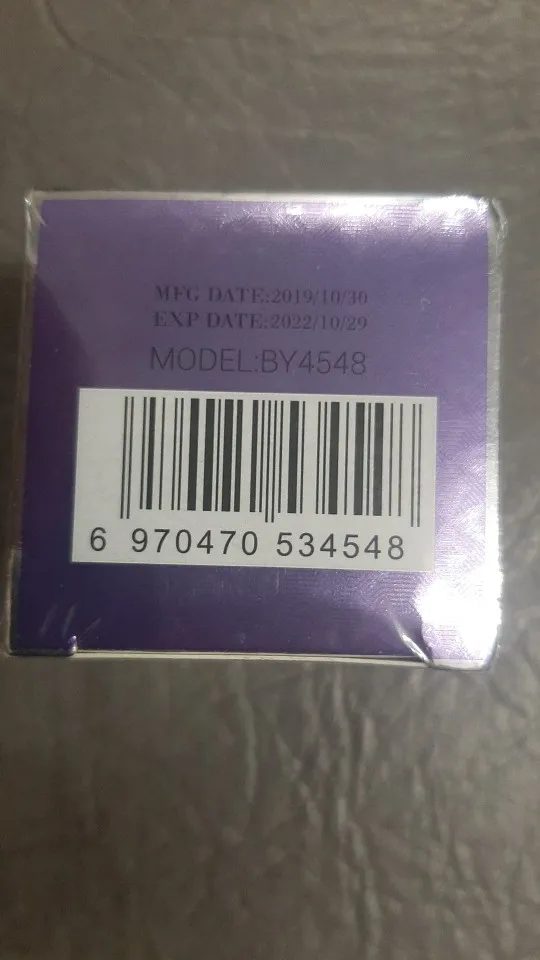 MFG DATE:2019/10/30
EXP DATE:2022/10/29
MODEL:BY4548
6 970470 534548